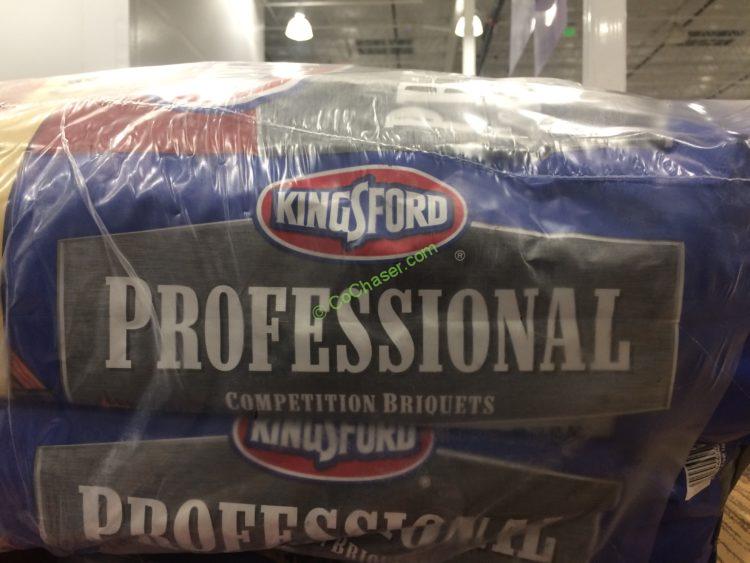 KINGSFORD
®
© CoChaser.com
PROFESSIONAL
COMPETITION BRIQUETS
KINGSFORD
PROFESSIONAL